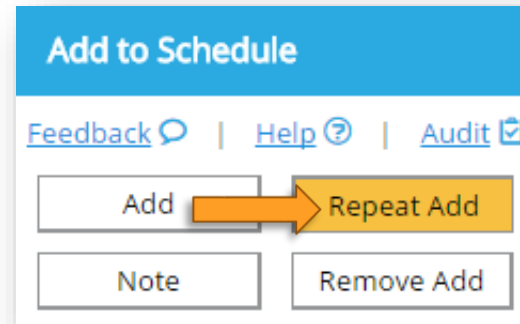 Add to Schedule
Feedback | Help | Audit
Add Repeat Add
Note Remove Add